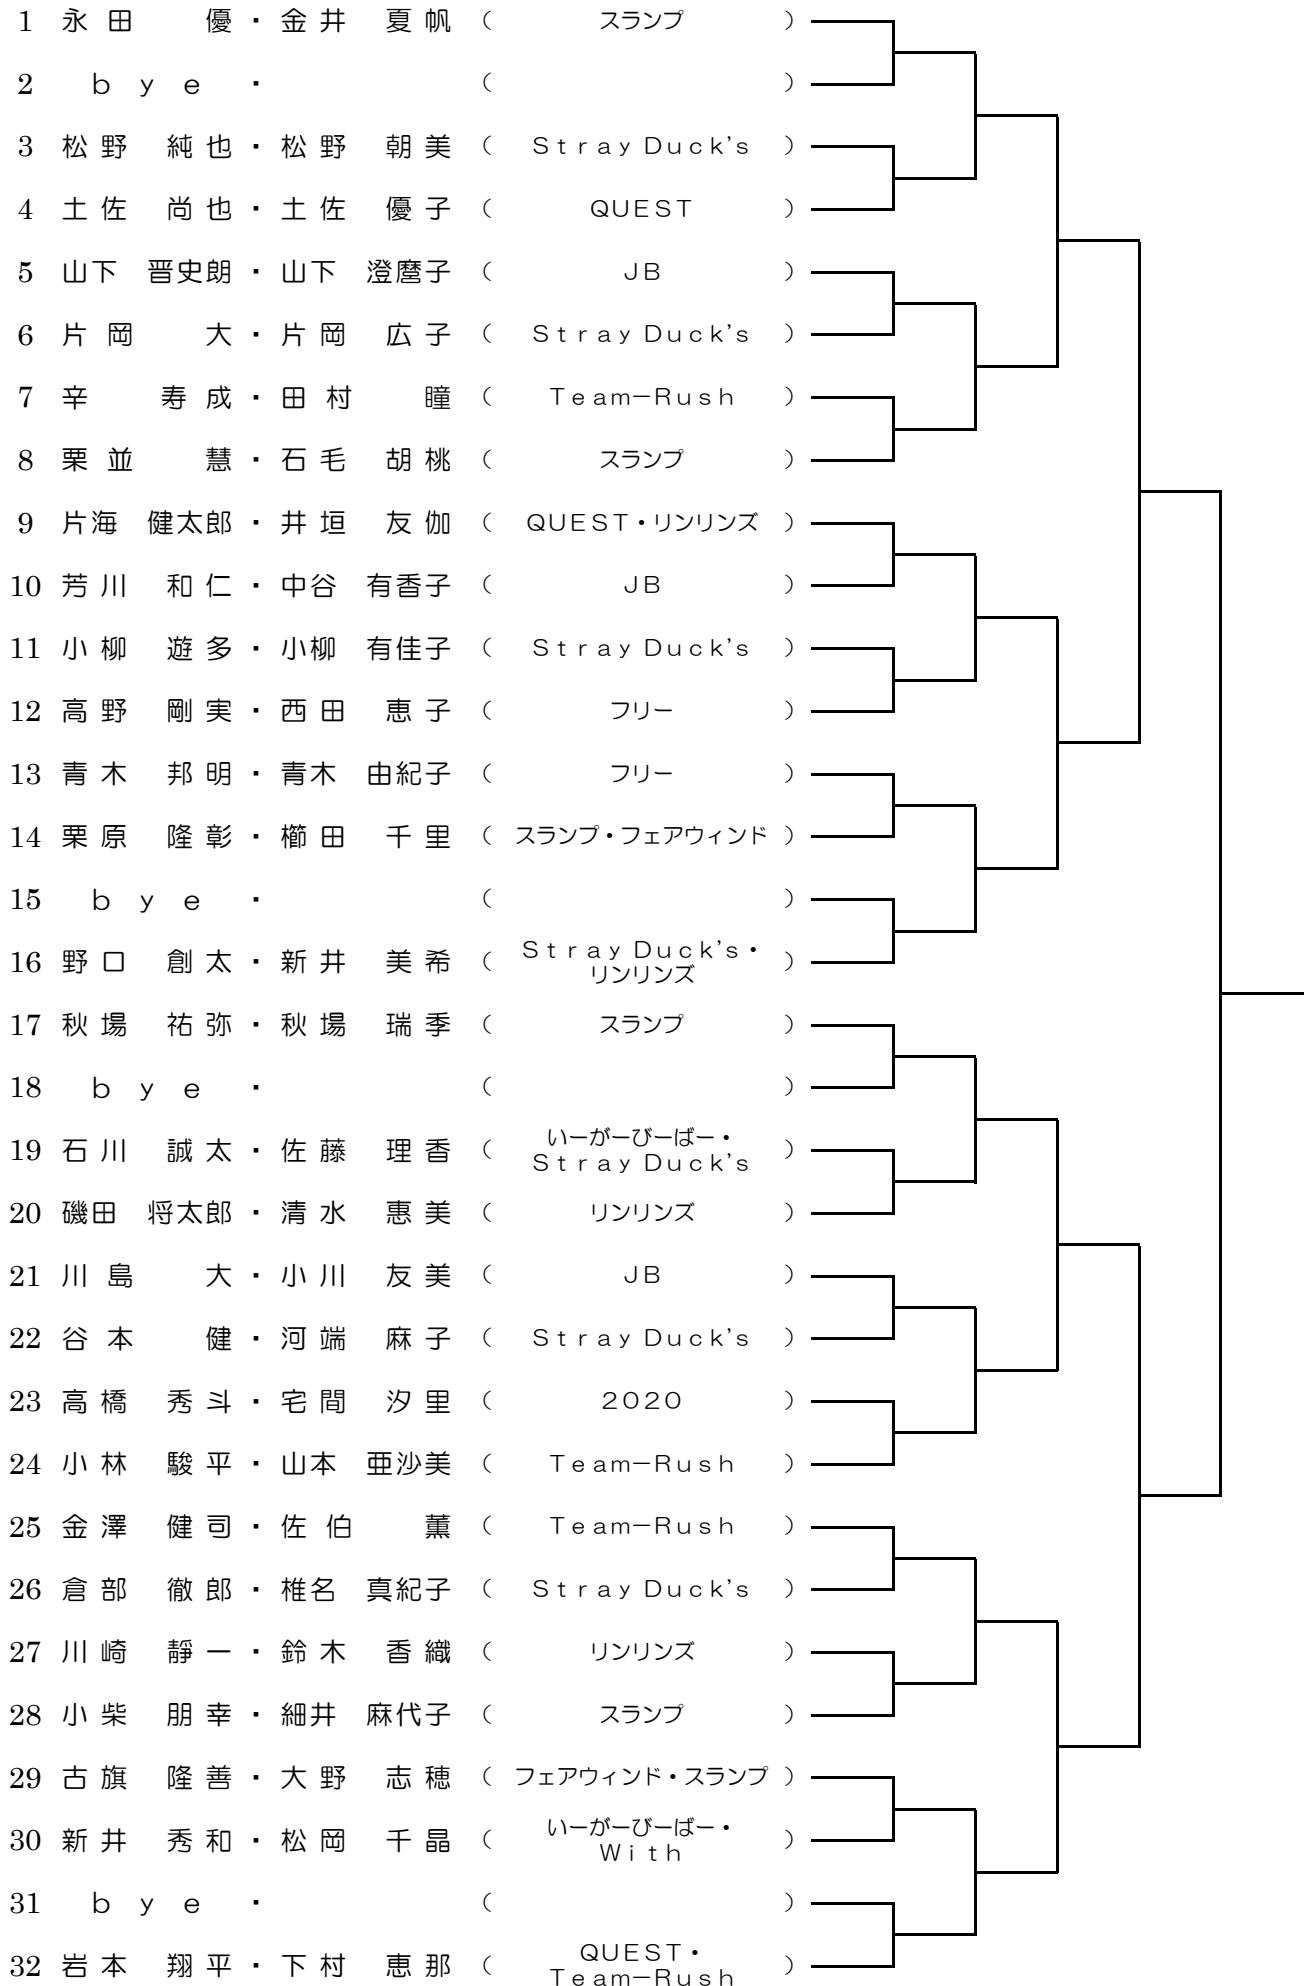 1 永田 優・金井 夏帆 （ スランプ ）
2 ｂｙｅ ・ （ ）
3 松野 純也・松野 朝美 （ Stray Duck's ）
4 土佐 尚也・土佐 優子 （ QUEST ）
5 山下 晋史朗・山下 澄麿子 （ JB ）
6 片岡 大・片岡 広子 （ Stray Duck's ）
7 辛 寿成・田村 瞳 （ Team－Rush ）
8 栗並 慧・石毛 胡桃 （ スランプ ）
9 片海 健太郎・井垣 友伽 （ QUEST・リンリンズ ）
10 芳川 和仁・中谷 有香子 （ JB ）
11 小柳 遊多・小柳 有佳子 （ Stray Duck's ）
12 高野 剛実・西田 恵子 （ フリー ）
13 青木 邦明・青木 由紀子 （ フリー ）
14 栗原 隆彰・櫛田 千里 （ スランプ・フェアウィンド ）
15 ｂｙｅ ・ （ ）
16 野口 創太・新井 美希 （ Stray Duck's・
リンリンズ ）
17 秋場 祐弥・秋場 瑞季 （ スランプ ）
18 ｂｙｅ ・ （ ）
19 石川 誠太・佐藤 理香 （ いーがーびーばー・
Stray Duck's ）
20 磯田 将太郎・清水 恵美 （ リンリンズ ）
21 川島 大・小川 友美 （ JB ）
22 谷本 健・河端 麻子 （ Stray Duck's ）
23 高橋 秀斗・宅間 汐里 （ 2020 ）
24 小林 駿平・山本 亜沙美 （ Team－Rush ）
25 金澤 健司・佐伯 薫 （ Team－Rush ）
26 倉部 徹郎・椎名 真紀子 （ Stray Duck's ）
27 川崎 靜一・鈴木 香織 （ リンリンズ ）
28 小柴 朋幸・細井 麻代子 （ スランプ ）
29 古旗 隆善・大野 志穂 （ フェアウィンド・スランプ ）
30 新井 秀和・松岡 千晶 （ いーがーびーばー・
With ）
31 ｂｙｅ ・ （ ）
32 岩本 翔平・下村 恵那 （ QUEST・
Team－Rush ）